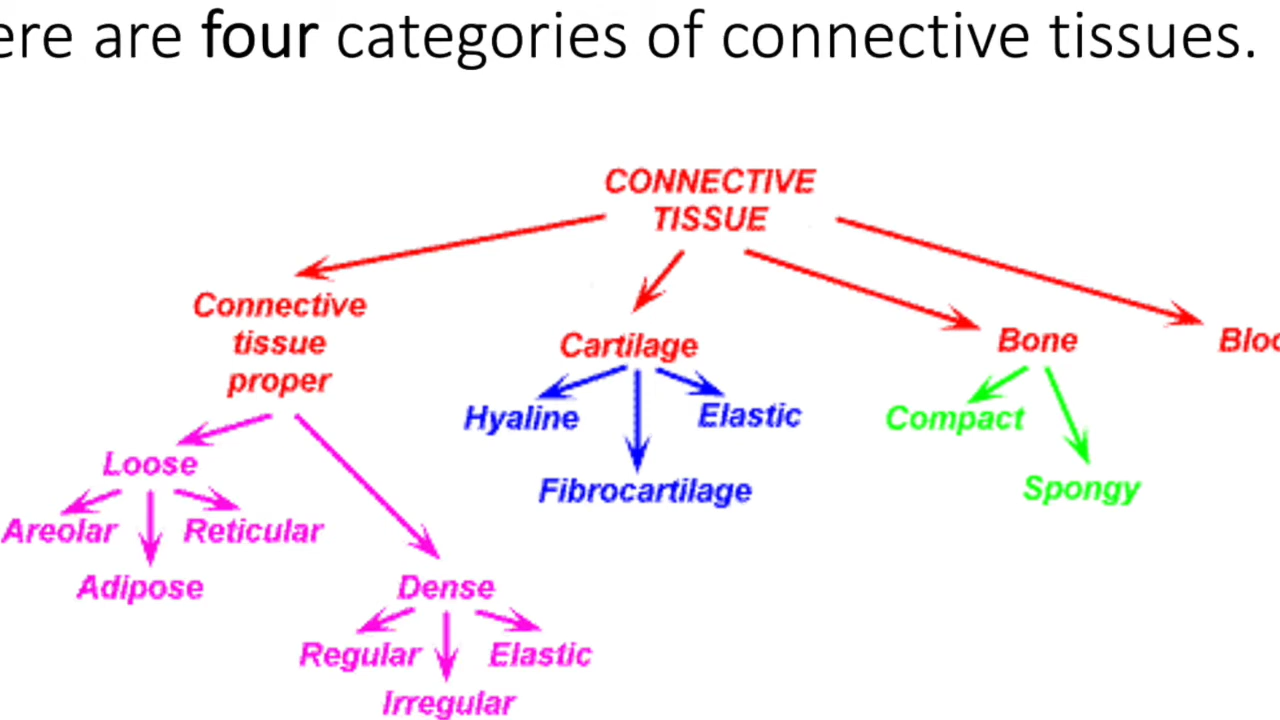 ere are four categories of connective tissues.
CONNECTIVE
TISSUE
Connective
tissue
proper
Cartilage
Bone
Bloo
Hyaline
Elastic
Fibrocartilage
Compact
Spongy
Loose
Areolar
Reticular
Adipose
Dense
Regular
Elastic
Irregular